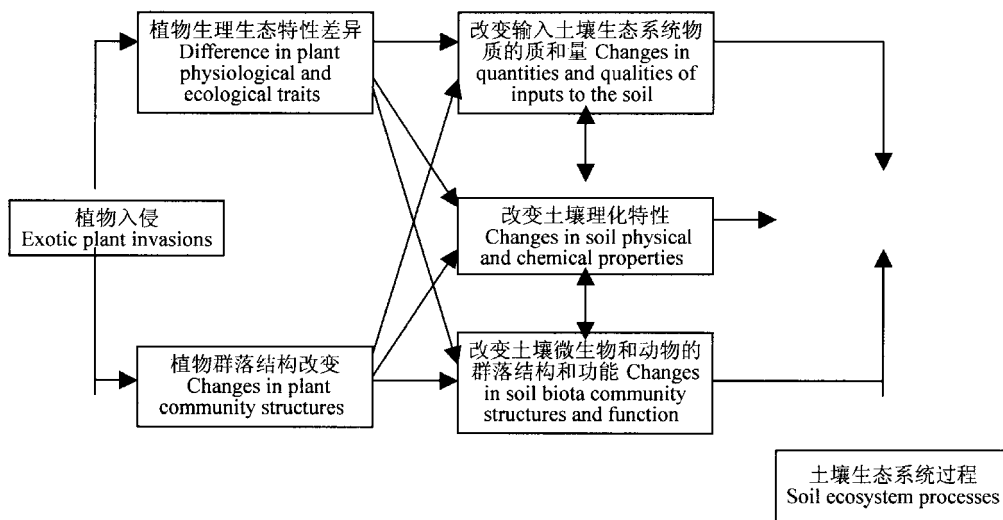 植物生理生态特性差异
Difference in plant
physiological and
ecological traits
改变输入土壤生态系统物
质的质和量 Changes in
quantities and qualities of
inputs to the soil
植物入侵
Exotic plant invasions
改变土壤理化特性
Changes in soil physical
and chemical properties
植物群落结构改变
Changes in plant
community structures
改变土壤微生物和动物的
群落结构和功能 Changes
in soil biota community
structures and function
土壤生态系统过程
Soil ecosystem processes